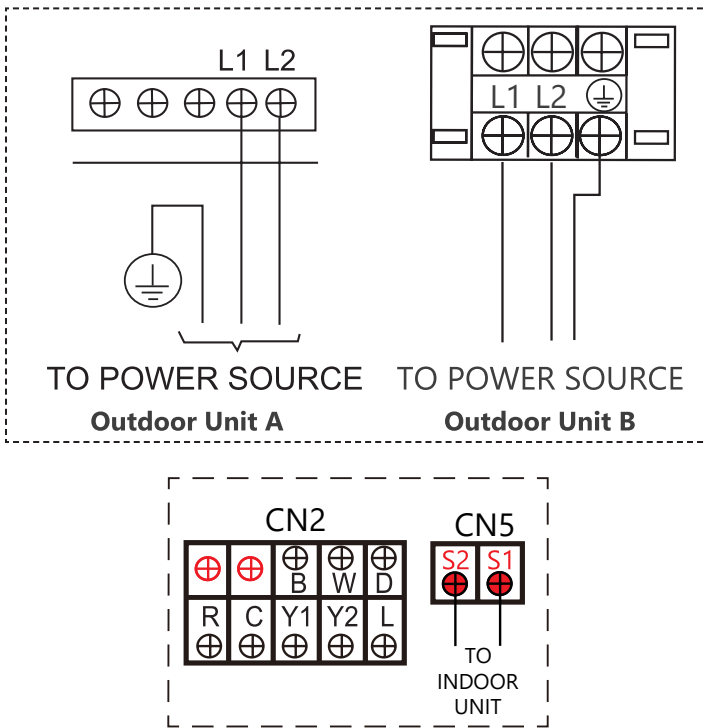 L1 L2
TO POWER SOURCE
Outdoor Unit A
L1 L2
TO POWER SOURCE
Outdoor Unit B
CN2
B W D
R C Y1 Y2 L
CN5
S2 S1
TO
INDOOR
UNIT